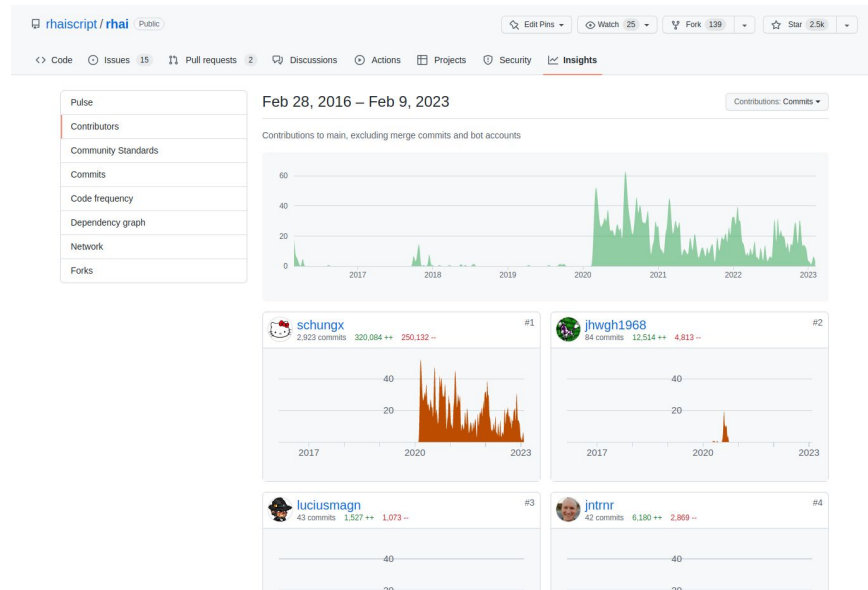 rhaiscript / rhai Public
Edit Pins Watch 25 Fork 139 Star 2.5k
Code Issues 15 Pull requests 2 Discussions Actions Projects Security Insights
Pulse
Contributors
Community Standards
Commits
Code frequency
Dependency graph
Network
Forks
Feb 28, 2016 – Feb 9, 2023
Contributions: Commits
Contributions to main, excluding merge commits and bot accounts
60
40
20
0
2017 2018 2019 2020 2021 2022 2023
schungx #1
2,923 commits 320,084 ++ 250,132 --
40
20
2017 2020 2023
jhwgh1968 #2
84 commits 12,514 ++ 4,813 --
40
20
2017 2020 2023
luciusmagn #3
43 commits 1,527 ++ 1,073 --
40
20
jntrnr #4
42 commits 6,180 ++ 2,869 --
40
20